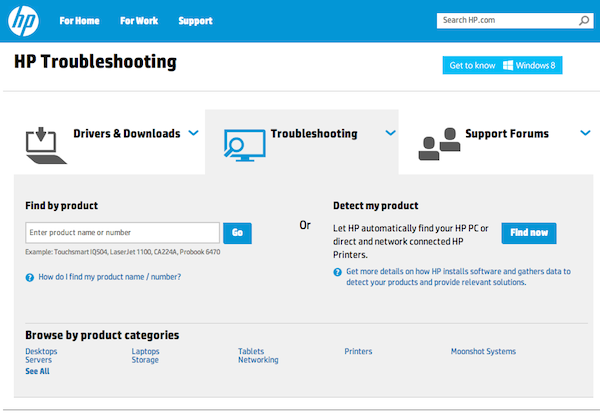 hp
For Home For Work Support
Search HP.com
HP Troubleshooting
Get to know Windows 8
Drivers & Downloads
Troubleshooting
Support Forums
Find by product
Enter product name or number
Go
Example: Touchsmart IQ504, LaserJet 1100, CA224A, Probook 6470
? How do I find my product name / number?
Or
Detect my product
Let HP automatically find your HP PC or
direct and network connected HP
Printers.
Find now
? Get more details on how HP installs software and gathers data to
detect your products and provide relevant solutions.
Browse by product categories
Desktops Laptops Tablets Printers Moonshot Systems
Servers Storage Networking
See All